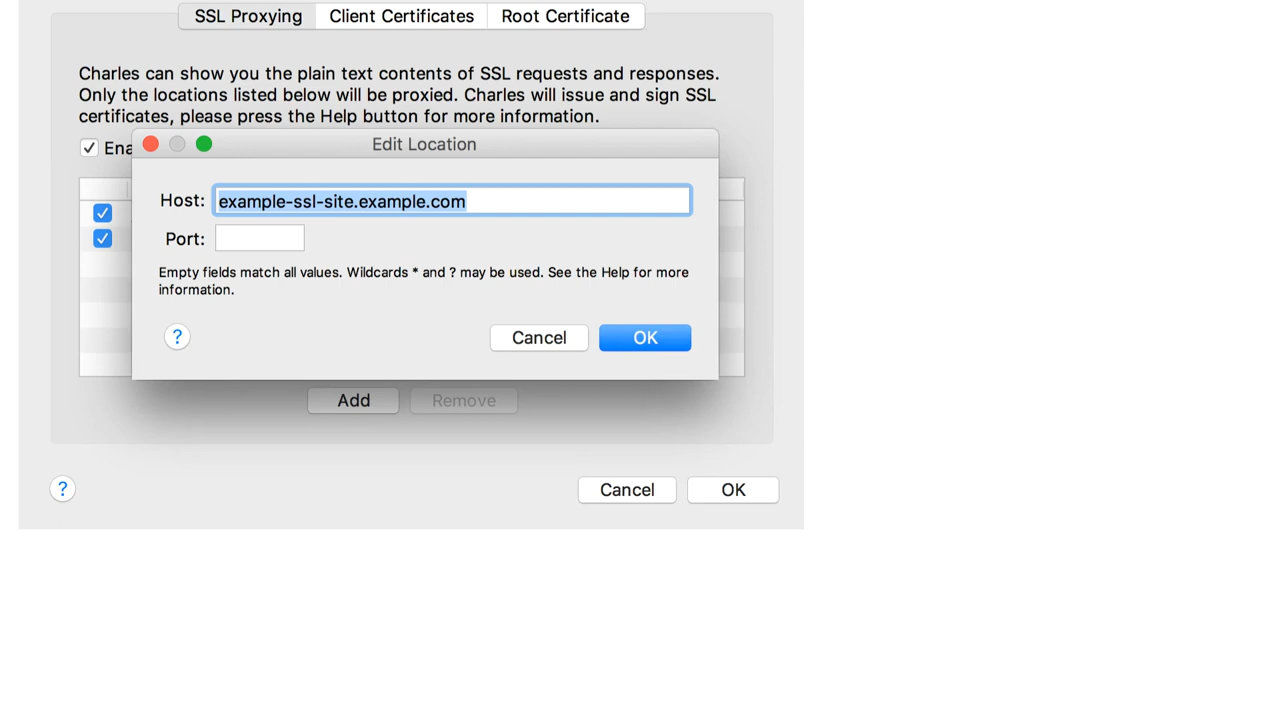 SSL Proxying Client Certificates Root Certificate
Charles can show you the plain text contents of SSL requests and responses.
Only the locations listed below will be proxied. Charles will issue and sign SSL
certificates, please press the Help button for more information.
Ena
Edit Location
Host: example-ssl-site.example.com
Port:
Empty fields match all values. Wildcards * and ? may be used. See the Help for more
information.
? Cancel OK
Add Remove
? Cancel OK